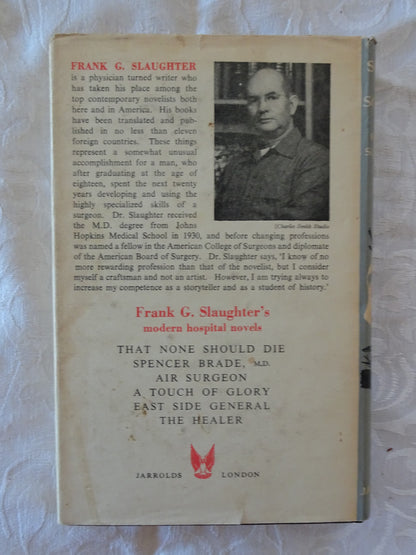 FRANK G. SLAUGHTER
is a physician turned writer who
has taken his place among the
top contemporary novelists both
here and in America. His books
have been translated and pub-
lished in no less than eleven
foreign countries. These things
represent a somewhat unusual
accomplishment for a man, who
after graduating at the age of
eighteen, spent the next twenty
years developing and using the
highly specialized skills of a
surgeon. Dr. Slaughter received
the M.D. degree from Johns
[Charles Smith Studio
Hopkins Medical School in 1930, and before changing professions
was named a fellow in the American College of Surgeons and diplomate
of the American Board of Surgery. Dr. Slaughter says, 'I know of no
more rewarding profession than that of the novelist, but I consider
myself a craftsman and not an artist. However, I am trying always to
increase my competence as a storyteller and as a student of history.'
Frank G. Slaughter's
modern hospital novels
THAT NONE SHOULD DIE
SPENCER BRADE, M.D.
AIR SURGEON
A TOUCH OF GLORY
EAST SIDE GENERAL
THE HEALER
JARROLDS LONDON